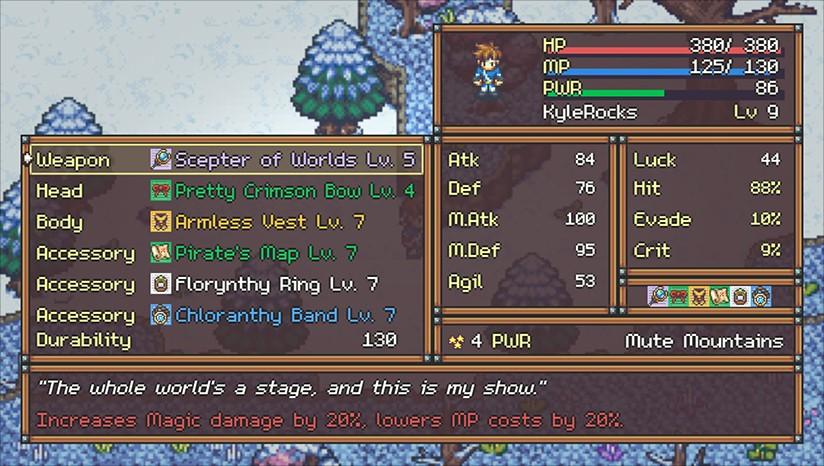 HP 380/ 380
MP 125/ 130
PWR 86
KyleRocks Lv 9
Weapon Scepter of Worlds Lv. 5
Head Pretty Crimson Bow Lv. 4
Body Armless Vest Lv. 7
Accessory Pirate's Map Lv. 7
Accessory Florynthy Ring Lv. 7
Accessory Chloranthy Band Lv. 7
Durability 130
Atk 84
Def 76
M.Atk 100
M.Def 95
Agil 53
Luck 44
Hit 88%
Evade 10%
Crit 9%
4 PWR Mute Mountains
"The whole world's a stage, and this is my show."
Increases Magic damage by 20%, lowers MP costs by 20%.